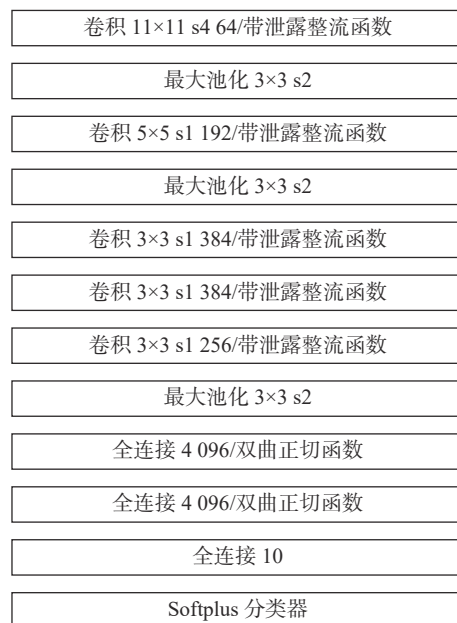 卷积 11×11 s4 64/带泄露整流函数
最大池化 3×3 s2
卷积 5×5 s1 192/带泄露整流函数
最大池化 3×3 s2
卷积 3×3 s1 384/带泄露整流函数
卷积 3×3 s1 384/带泄露整流函数
卷积 3×3 s1 256/带泄露整流函数
最大池化 3×3 s2
全连接 4 096/双曲正切函数
全连接 4 096/双曲正切函数
全连接 10
Softplus 分类器